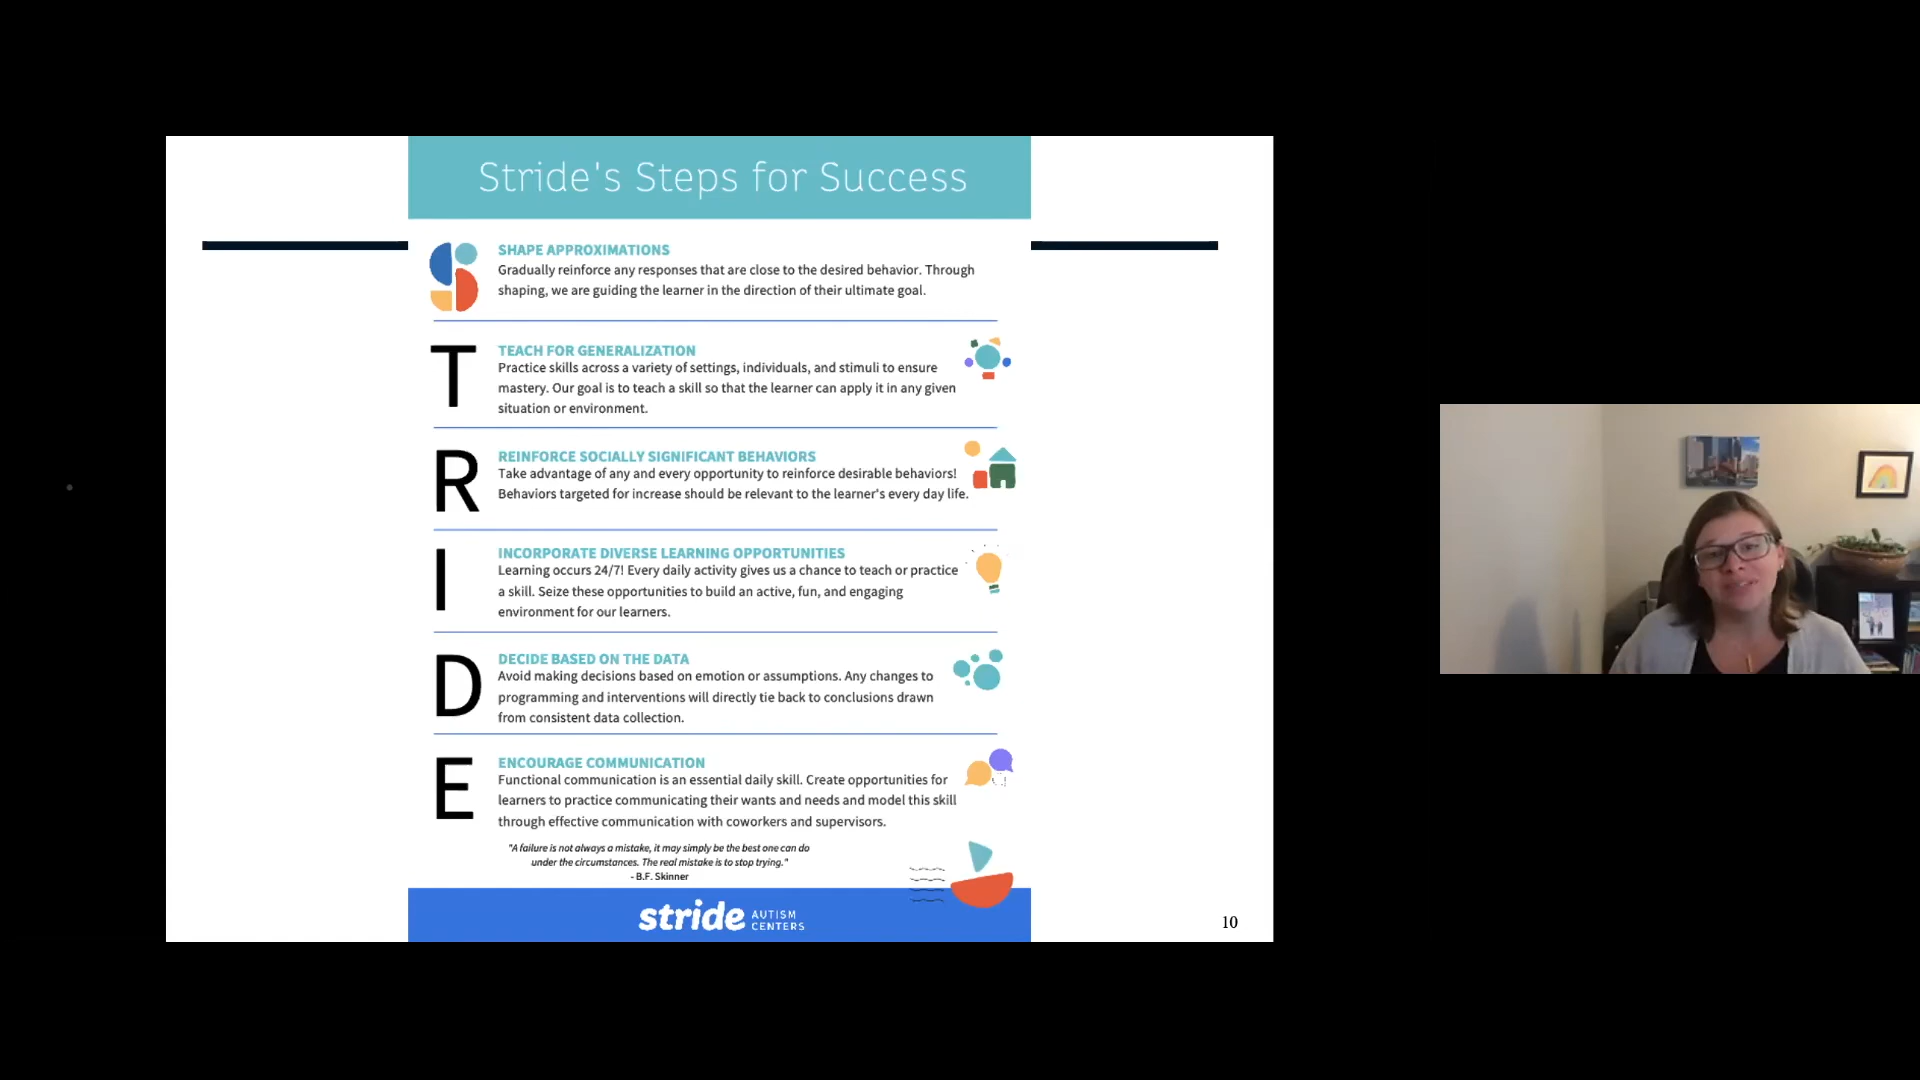 Stride's Steps for Success
SHAPE APPROXIMATIONS
Gradually reinforce any responses that are close to the desired behavior. Through
shaping, we are guiding the learner in the direction of their ultimate goal.
T
TEACH FOR GENERALIZATION
Practice skills across a variety of settings, individuals, and stimuli to ensure
mastery. Our goal is to teach a skill so that the learner can apply it in any given
situation or environment.
R
REINFORCE SOCIALLY SIGNIFICANT BEHAVIORS
Take advantage of any and every opportunity to reinforce desirable behaviors!
Behaviors targeted for increase should be relevant to the learner's every day life.
I
INCORPORATE DIVERSE LEARNING OPPORTUNITIES
Learning occurs 24/7! Every daily activity gives us a chance to teach or practice
a skill. Seize these opportunities to build an active, fun, and engaging
environment for our learners.
D
DECIDE BASED ON THE DATA
Avoid making decisions based on emotion or assumptions. Any changes to
programming and interventions will directly tie back to conclusions drawn
from consistent data collection.
E
ENCOURAGE COMMUNICATION
Functional communication is an essential daily skill. Create opportunities for
learners to practice communicating their wants and needs and model this skill
through effective communication with coworkers and supervisors.
"A failure is not always a mistake, it may simply be the best one can do
under the circumstances. The real mistake is to stop trying."
- B.F. Skinner
stride AUTISM
CENTERS
10